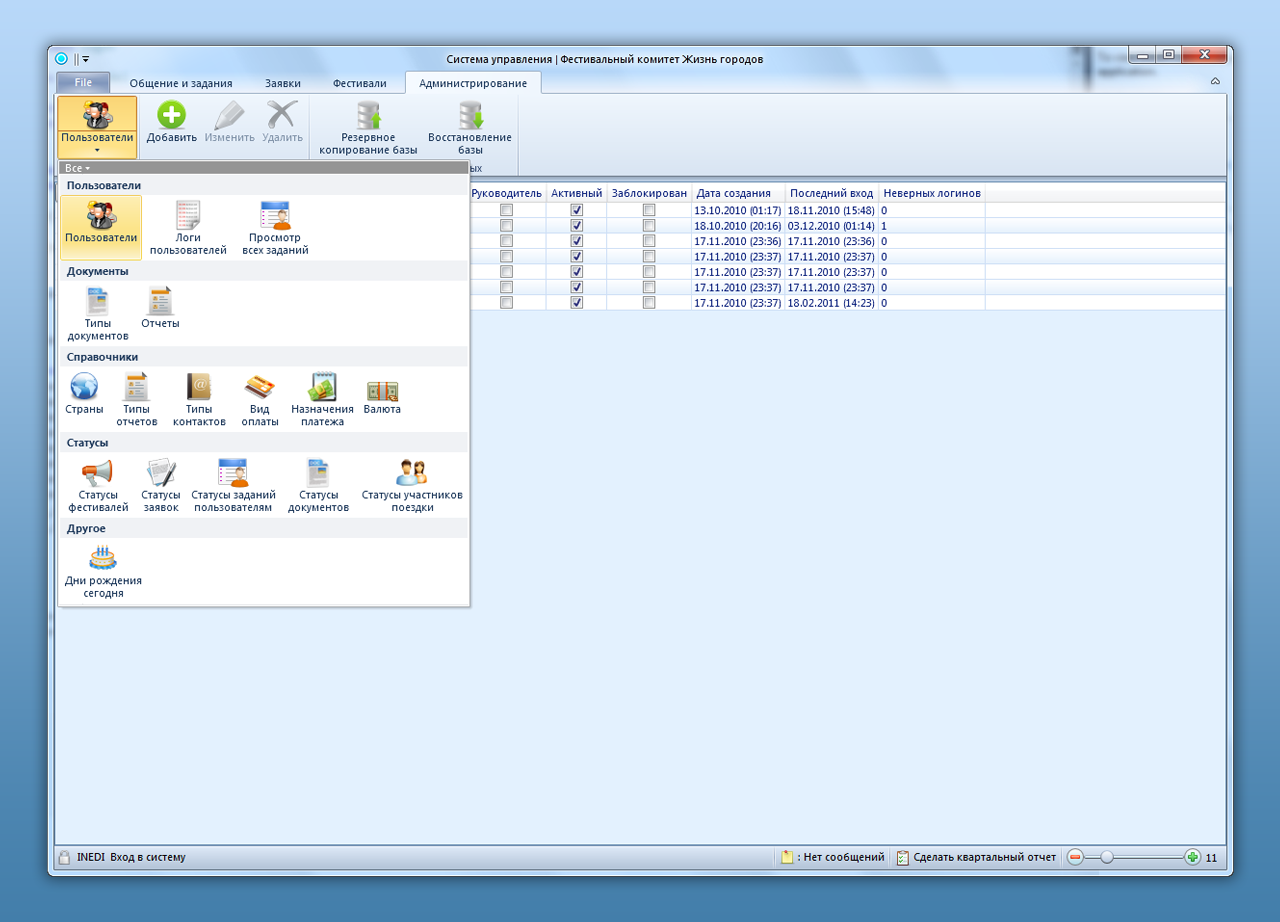 Система управления | Фестивальный комитет Жизнь городов
File Общение и задания Заявки Фестивали Администрирование
Пользователи Добавить Изменить Удалить Резервное копирование базы Восстановление базы
Все
ых
Пользователи
Руководитель Активный Заблокирован Дата создания Последний вход Неверных логинов
13.10.2010 (01:17) 18.11.2010 (15:48) 0
18.10.2010 (20:16) 03.12.2010 (01:14) 1
17.11.2010 (23:36) 17.11.2010 (23:36) 0
17.11.2010 (23:37) 17.11.2010 (23:37) 0
17.11.2010 (23:37) 17.11.2010 (23:37) 0
17.11.2010 (23:37) 17.11.2010 (23:37) 0
17.11.2010 (23:37) 18.02.2011 (14:23) 0
Пользователи Логи пользователей Просмотр всех заданий
Документы
Типы документов Отчеты
Справочники
Страны Типы отчетов Типы контактов Вид оплаты Назначения платежа Валюта
Статусы
Статусы фестивалей Статусы заявок Статусы заданий пользователям Статусы документов Статусы участников поездки
Другое
Дни рождения сегодня
INEDI Вход в систему : Нет сообщений Сделать квартальный отчет 11